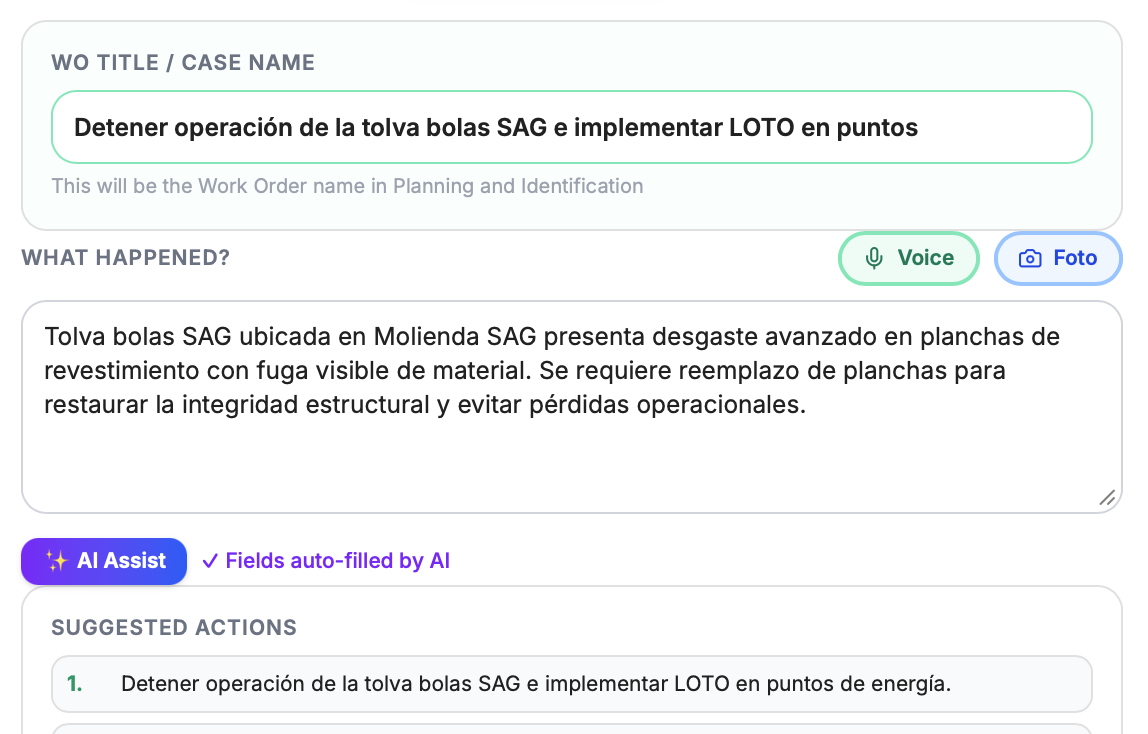 WO TITLE / CASE NAME
Detener operación de la tolva bolas SAG e implementar LOTO en puntos
This will be the Work Order name in Planning and Identification
WHAT HAPPENED?
Voice
Foto
Tolva bolas SAG ubicada en Molienda SAG presenta desgaste avanzado en planchas de
revestimiento con fuga visible de material. Se requiere reemplazo de planchas para
restaurar la integridad estructural y evitar pérdidas operacionales.
✨ AI Assist
✓ Fields auto-filled by AI
SUGGESTED ACTIONS
1. Detener operación de la tolva bolas SAG e implementar LOTO en puntos de energía.